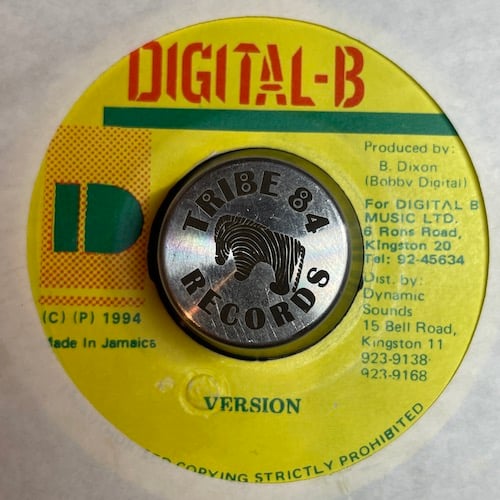 DIGITAL-B
Produced by:
B. Dixon
(Bobby Digital)
For DIGITAL B
MUSIC LTD.
6 Rons Road,
Kingston 20
Tel: 92-45634
Dist. by:
Dynamic
Sounds
15 Bell Road,
Kingston 11
923-9138-
923-9168
D
TRIBE 84
RECORDS
(C) (P) 1994
Made In Jamaica
VERSION
COPYING STRICTLY PROHIBITED